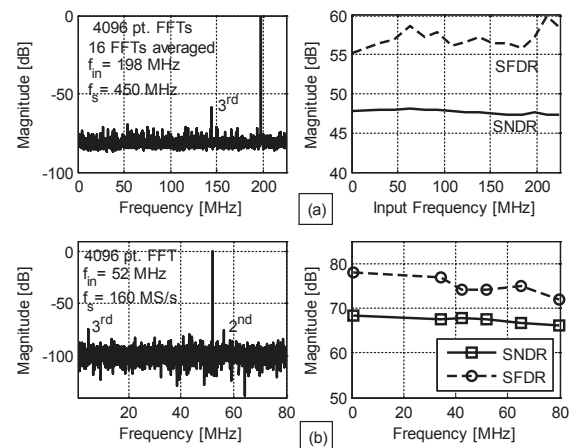 4096 pt. FFTs
16 FFTs averaged
f_in = 198 MHz
f_s = 450 MHz
3rd
0
-50
-100
Magnitude [dB]
0 50 100 150 200
Frequency [MHz]
60
55
50
45
40
Magnitude [dB]
SFDR
SNDR
0 50 100 150 200
Input Frequency [MHz]
(a)
4096 pt. FFT
f_in = 52 MHz
f_s = 160 MS/s
3rd
2nd
0
-50
-100
Magnitude [dB]
20 40 60 80
Frequency [MHz]
80
70
60
50
Magnitude [dB]
SNDR
SFDR
0 20 40 60 80
Frequency [MHz]
(b)